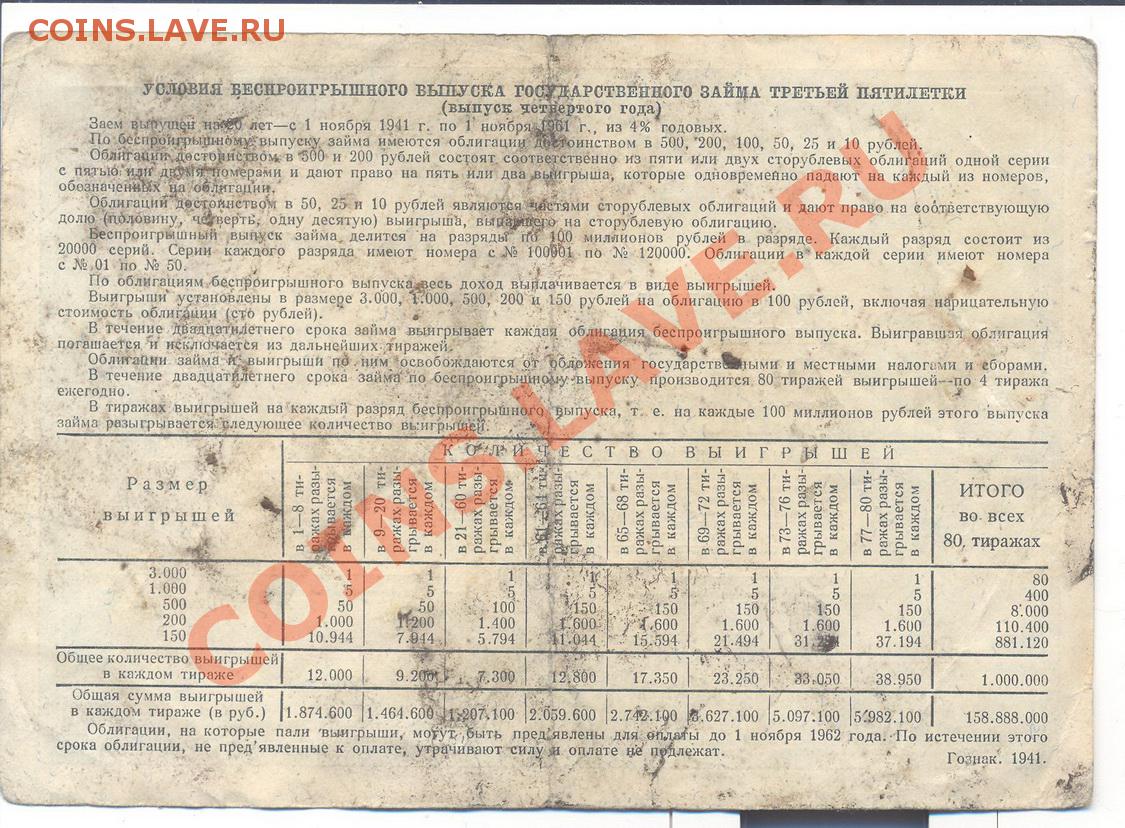 COINS.LAVE.RU
УСЛОВИЯ БЕСПРОИГРЫШНОГО ВЫПУСКА ГОСУДАРСТВЕННОГО ЗАЙМА ТРЕТЬЕЙ ПЯТИЛЕТКИ
(выпуск четвертого года)
Заем выпущен на 20 лет—с 1 ноября 1941 г. по 1 ноября 1961 г., из 4% годовых.
По беспроигрышному выпуску займа имеются облигации достоинством в 500, 200, 100, 50, 25 и 10 рублей.
Облигации достоинством в 500 и 200 рублей состоят соответственно из пяти или двух сторублевых облигаций одной серии
с пятью или двумя номерами и дают право на пять или два выигрыша, которые одновременно падают на каждый из номеров,
обозначенных на облигации.
Облигации достоинством в 50, 25 и 10 рублей являются частями сторублевых облигаций и дают право на соответствующую
долю (половину, четверть, одну десятую) выигрыша, выпавшего на сторублевую облигацию.
Беспроигрышный выпуск займа делится на разряды по 100 миллионов рублей в разряде. Каждый разряд состоит из
20000 серий. Серии каждого разряда имеют номера с № 100001 по № 120000. Облигации в каждой серии имеют номера
с № 01 по № 50.
По облигациям беспроигрышного выпуска весь доход выплачивается в виде выигрышей.
Выигрыши установлены в размере 3.000, 1.000, 500, 200 и 150 рублей на облигацию в 100 рублей, включая нарицательную
стоимость облигации (сто рублей).
В течение двадцатилетнего срока займа выигрывает каждая облигация беспроигрышного выпуска. Выигравшая облигация
погашается и исключается из дальнейших тиражей.
Облигации займа и выигрыши по ним освобождаются от обложения государственными и местными налогами и сборами.
В течение двадцатилетнего срока займа по беспроигрышному выпуску производится 80 тиражей выигрышей—по 4 тиража
ежегодно.
В тиражах выигрышей на каждый разряд беспроигрышного выпуска, т. е. на каждые 100 миллионов рублей этого выпуска
займа разыгрывается следующее количество выигрышей.
Размер выигрышей
КОЛИЧЕСТВО ВЫИГРЫШЕЙ
в 1—8 тиражах разыгрывается в каждом
в 9—20 тиражах разыгрывается в каждом
в 21—60 тиражах разыгрывается в каждом
в 61—64 тиражах разыгрывается в каждом
в 65—68 тиражах разыгрывается в каждом
в 69—72 тиражах разыгрывается в каждом
в 73—76 тиражах разыгрывается в каждом
в 77—80 тиражах разыгрывается в каждом
ИТОГО во всех 80 тиражах
3.000 1 1 1 1 1 1 1 1 80
1.000 5 5 5 5 5 5 5 5 400
500 50 50 100 150 150 150 150 150 8.000
200 1.000 1.200 1.400 1.600 1.600 1.600 1.600 1.600 110.400
150 10.944 7.944 5.794 11.044 15.594 21.494 31.294 37.194 881.120
Общее количество выигрышей
в каждом тираже 12.000 9.200 7.300 12.800 17.350 23.250 33.050 38.950 1.000.000
Общая сумма выигрышей
в каждом тираже (в руб.) 1.874.600 1.464.600 1.207.100 2.059.600 2.742.100 3.627.100 5.097.100 5.982.100 158.888.000
Облигации, на которые пали выигрыши, могут быть пред'явлены для оплаты до 1 ноября 1962 года. По истечении этого
срока облигации, не пред'явленные к оплате, утрачивают силу и оплате не подлежат.
Гознак. 1941.
COINS.LAVE.RU